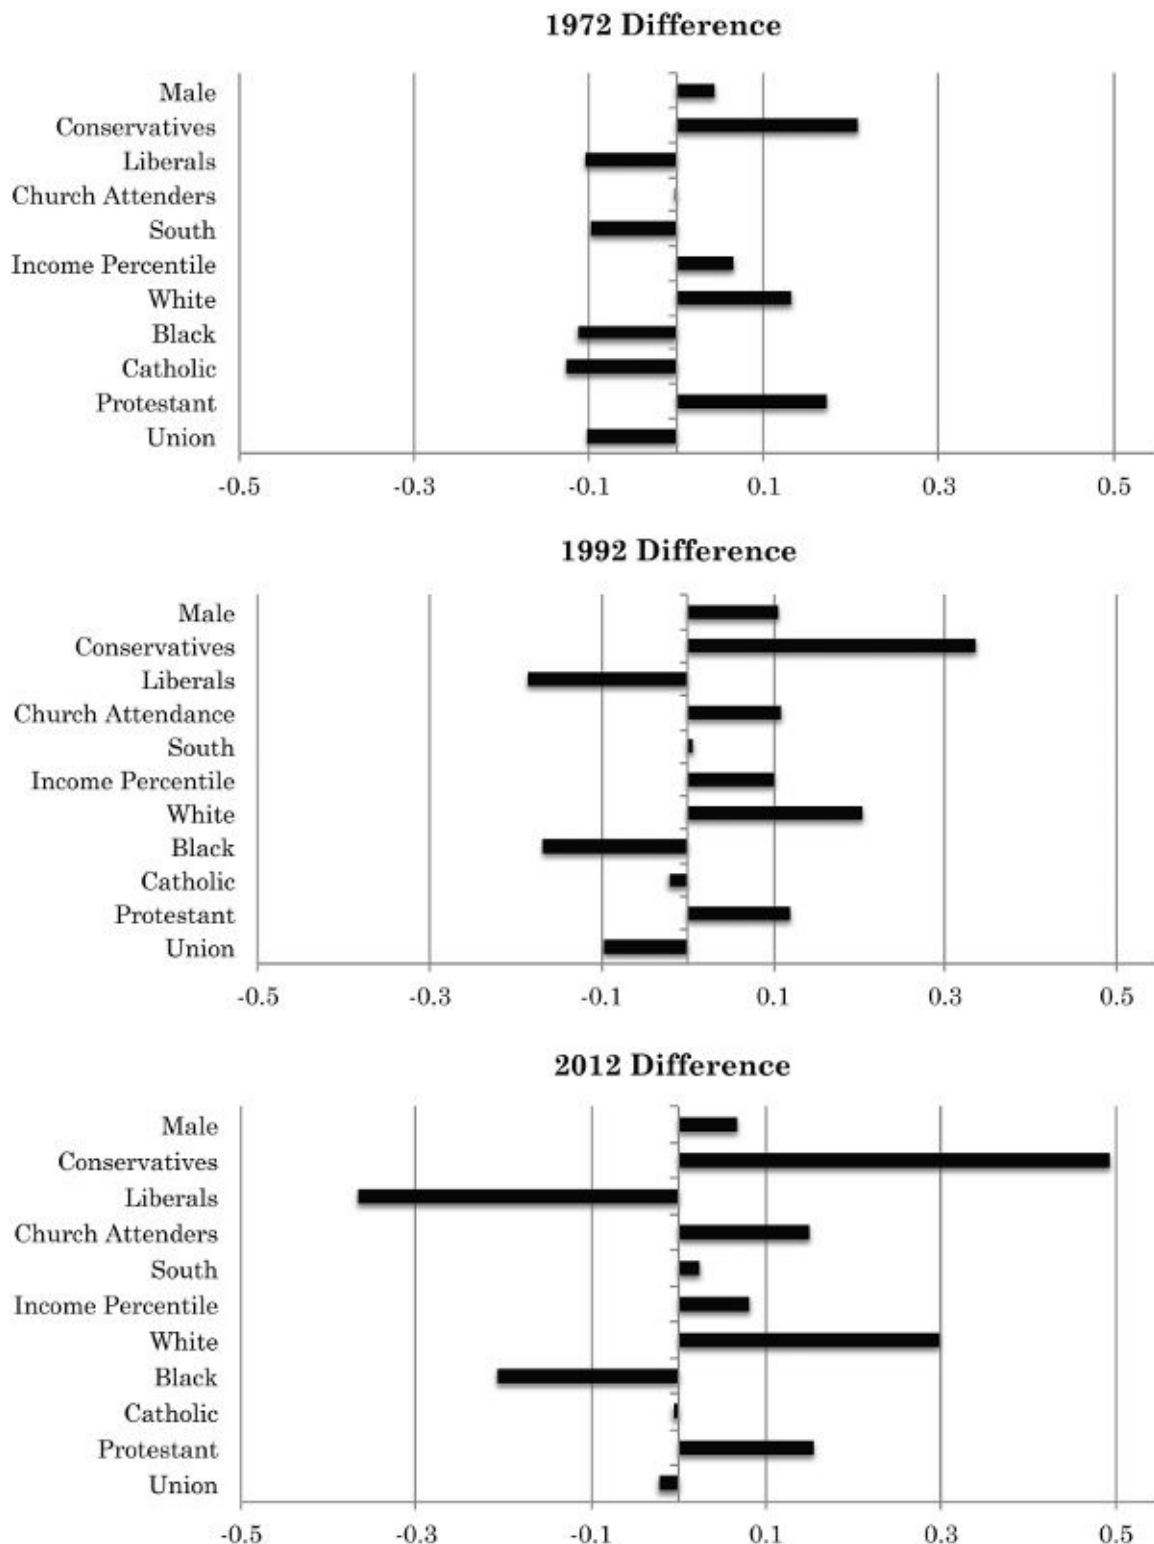 1972 Difference
Male
Conservatives
Liberals
Church Attenders
South
Income Percentile
White
Black
Catholic
Protestant
Union
-0.5 -0.3 -0.1 0.1 0.3 0.5
1992 Difference
Male
Conservatives
Liberals
Church Attendance
South
Income Percentile
White
Black
Catholic
Protestant
Union
-0.5 -0.3 -0.1 0.1 0.3 0.5
2012 Difference
Male
Conservatives
Liberals
Church Attenders
South
Income Percentile
White
Black
Catholic
Protestant
Union
-0.5 -0.3 -0.1 0.1 0.3 0.5